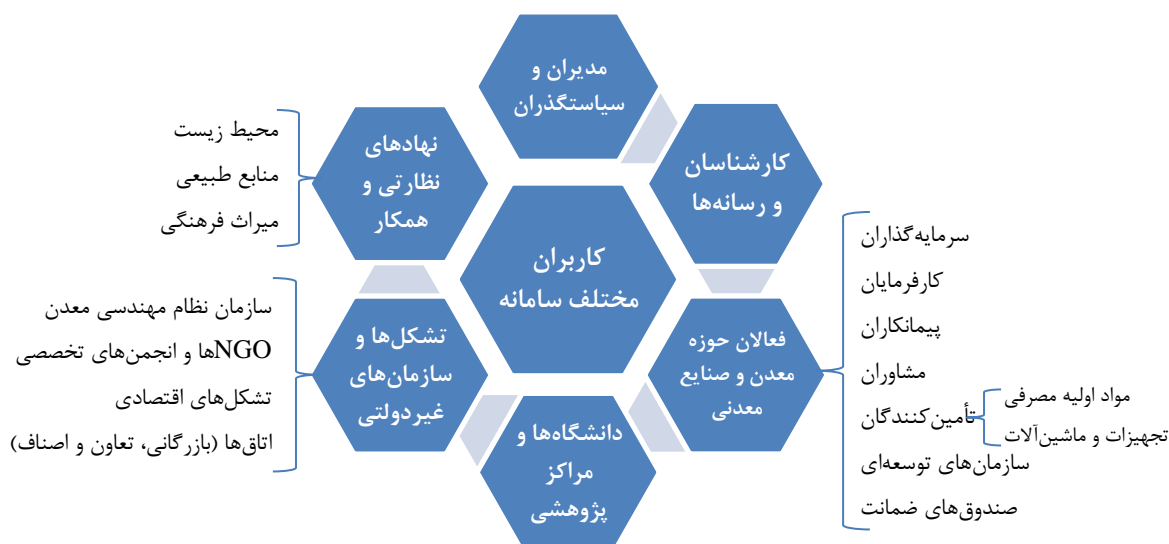 مدیران و
سیاستگذران
کارشناسان
و رسانه‌ها
نهادهای
نظارتی و
همکار
محیط زیست
منابع طبیعی
میراث فرهنگی
کاربران
مختلف سامانه
فعالان حوزه
معدن و صنایع
معدنی
سرمایه‌گذاران
کارفرمایان
پیمانکاران
مشاوران
تأمین‌کنندگان
مواد اولیه مصرفی
تجهیزات و ماشین‌آلات
سازمان‌های توسعه‌ای
صندوق‌های ضمانت
تشکل‌ها و
سازمان‌های
غیردولتی
سازمان نظام مهندسی معدن
NGOها و انجمن‌های تخصصی
تشکل‌های اقتصادی
اتاق‌ها (بازرگانی، تعاون و اصناف)
دانشگاه‌ها و
مراکز
پژوهشی